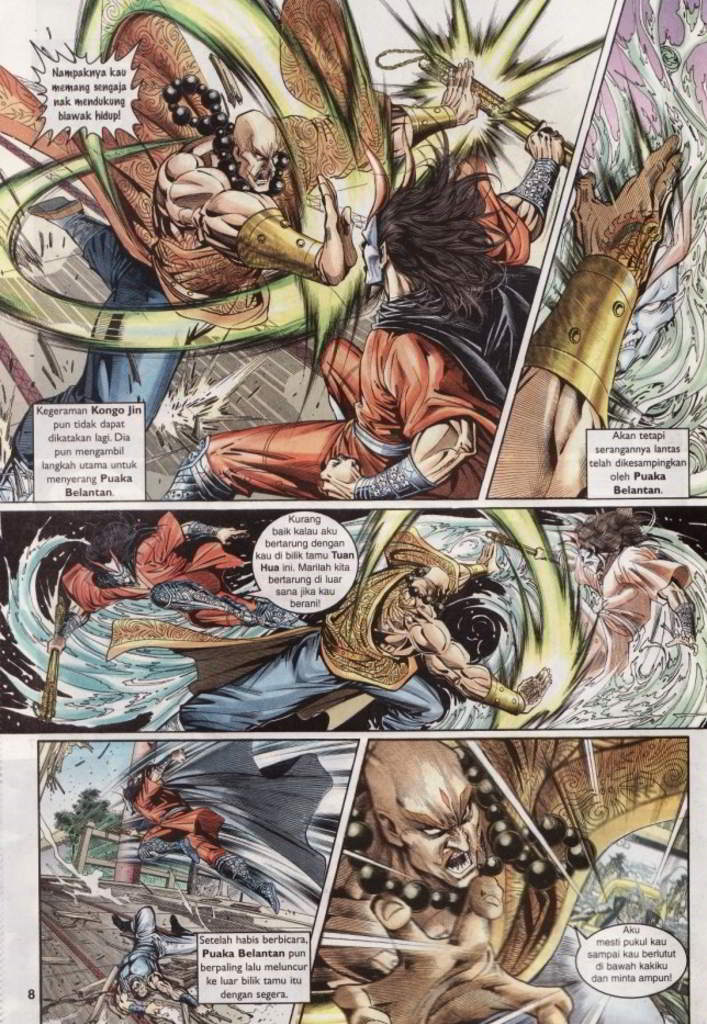 Nampaknya kau
memang sengaja
nak mendukung
biawak hidup!
Kegeraman Kongo Jin
pun tidak dapat
dikatakan lagi. Dia
pun mengambil
langkah utama untuk
menyerang Puaka
Belantan.
Akan tetapi
serangannya lantas
telah dikesampingkan
oleh Puaka
Belantan.
Kurang
baik kalau aku
bertarung dengan
kau di bilik tamu Tuan
Hua ini. Marilah kita
bertarung di luar
sana jika kau
berani!
Setelah habis berbicara,
Puaka Belantan pun
berpaling lalu meluncur
ke luar bilik tamu itu
dengan segera.
Aku
mesti pukul kau
sampai kau berlutut
di bawah kakiku
dan minta ampun!
8